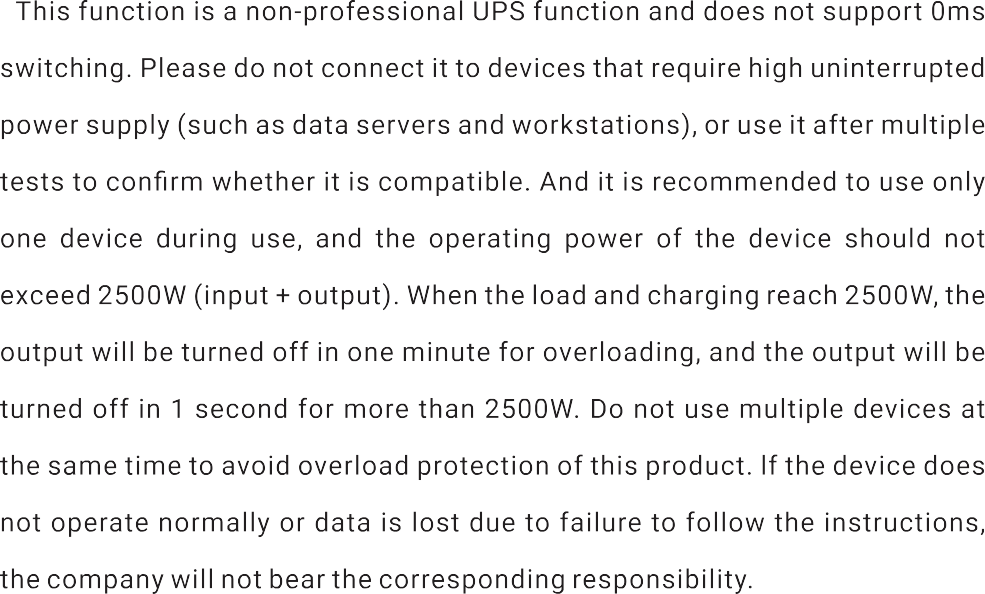 This function is a non-professional UPS function and does not support 0ms
switching. Please do not connect it to devices that require high uninterrupted
power supply (such as data servers and workstations), or use it after multiple
tests to confirm whether it is compatible. And it is recommended to use only
one device during use, and the operating power of the device should not
exceed 2500W (input + output). When the load and charging reach 2500W, the
output will be turned off in one minute for overloading, and the output will be
turned off in 1 second for more than 2500W. Do not use multiple devices at
the same time to avoid overload protection of this product. If the device does
not operate normally or data is lost due to failure to follow the instructions,
the company will not bear the corresponding responsibility.